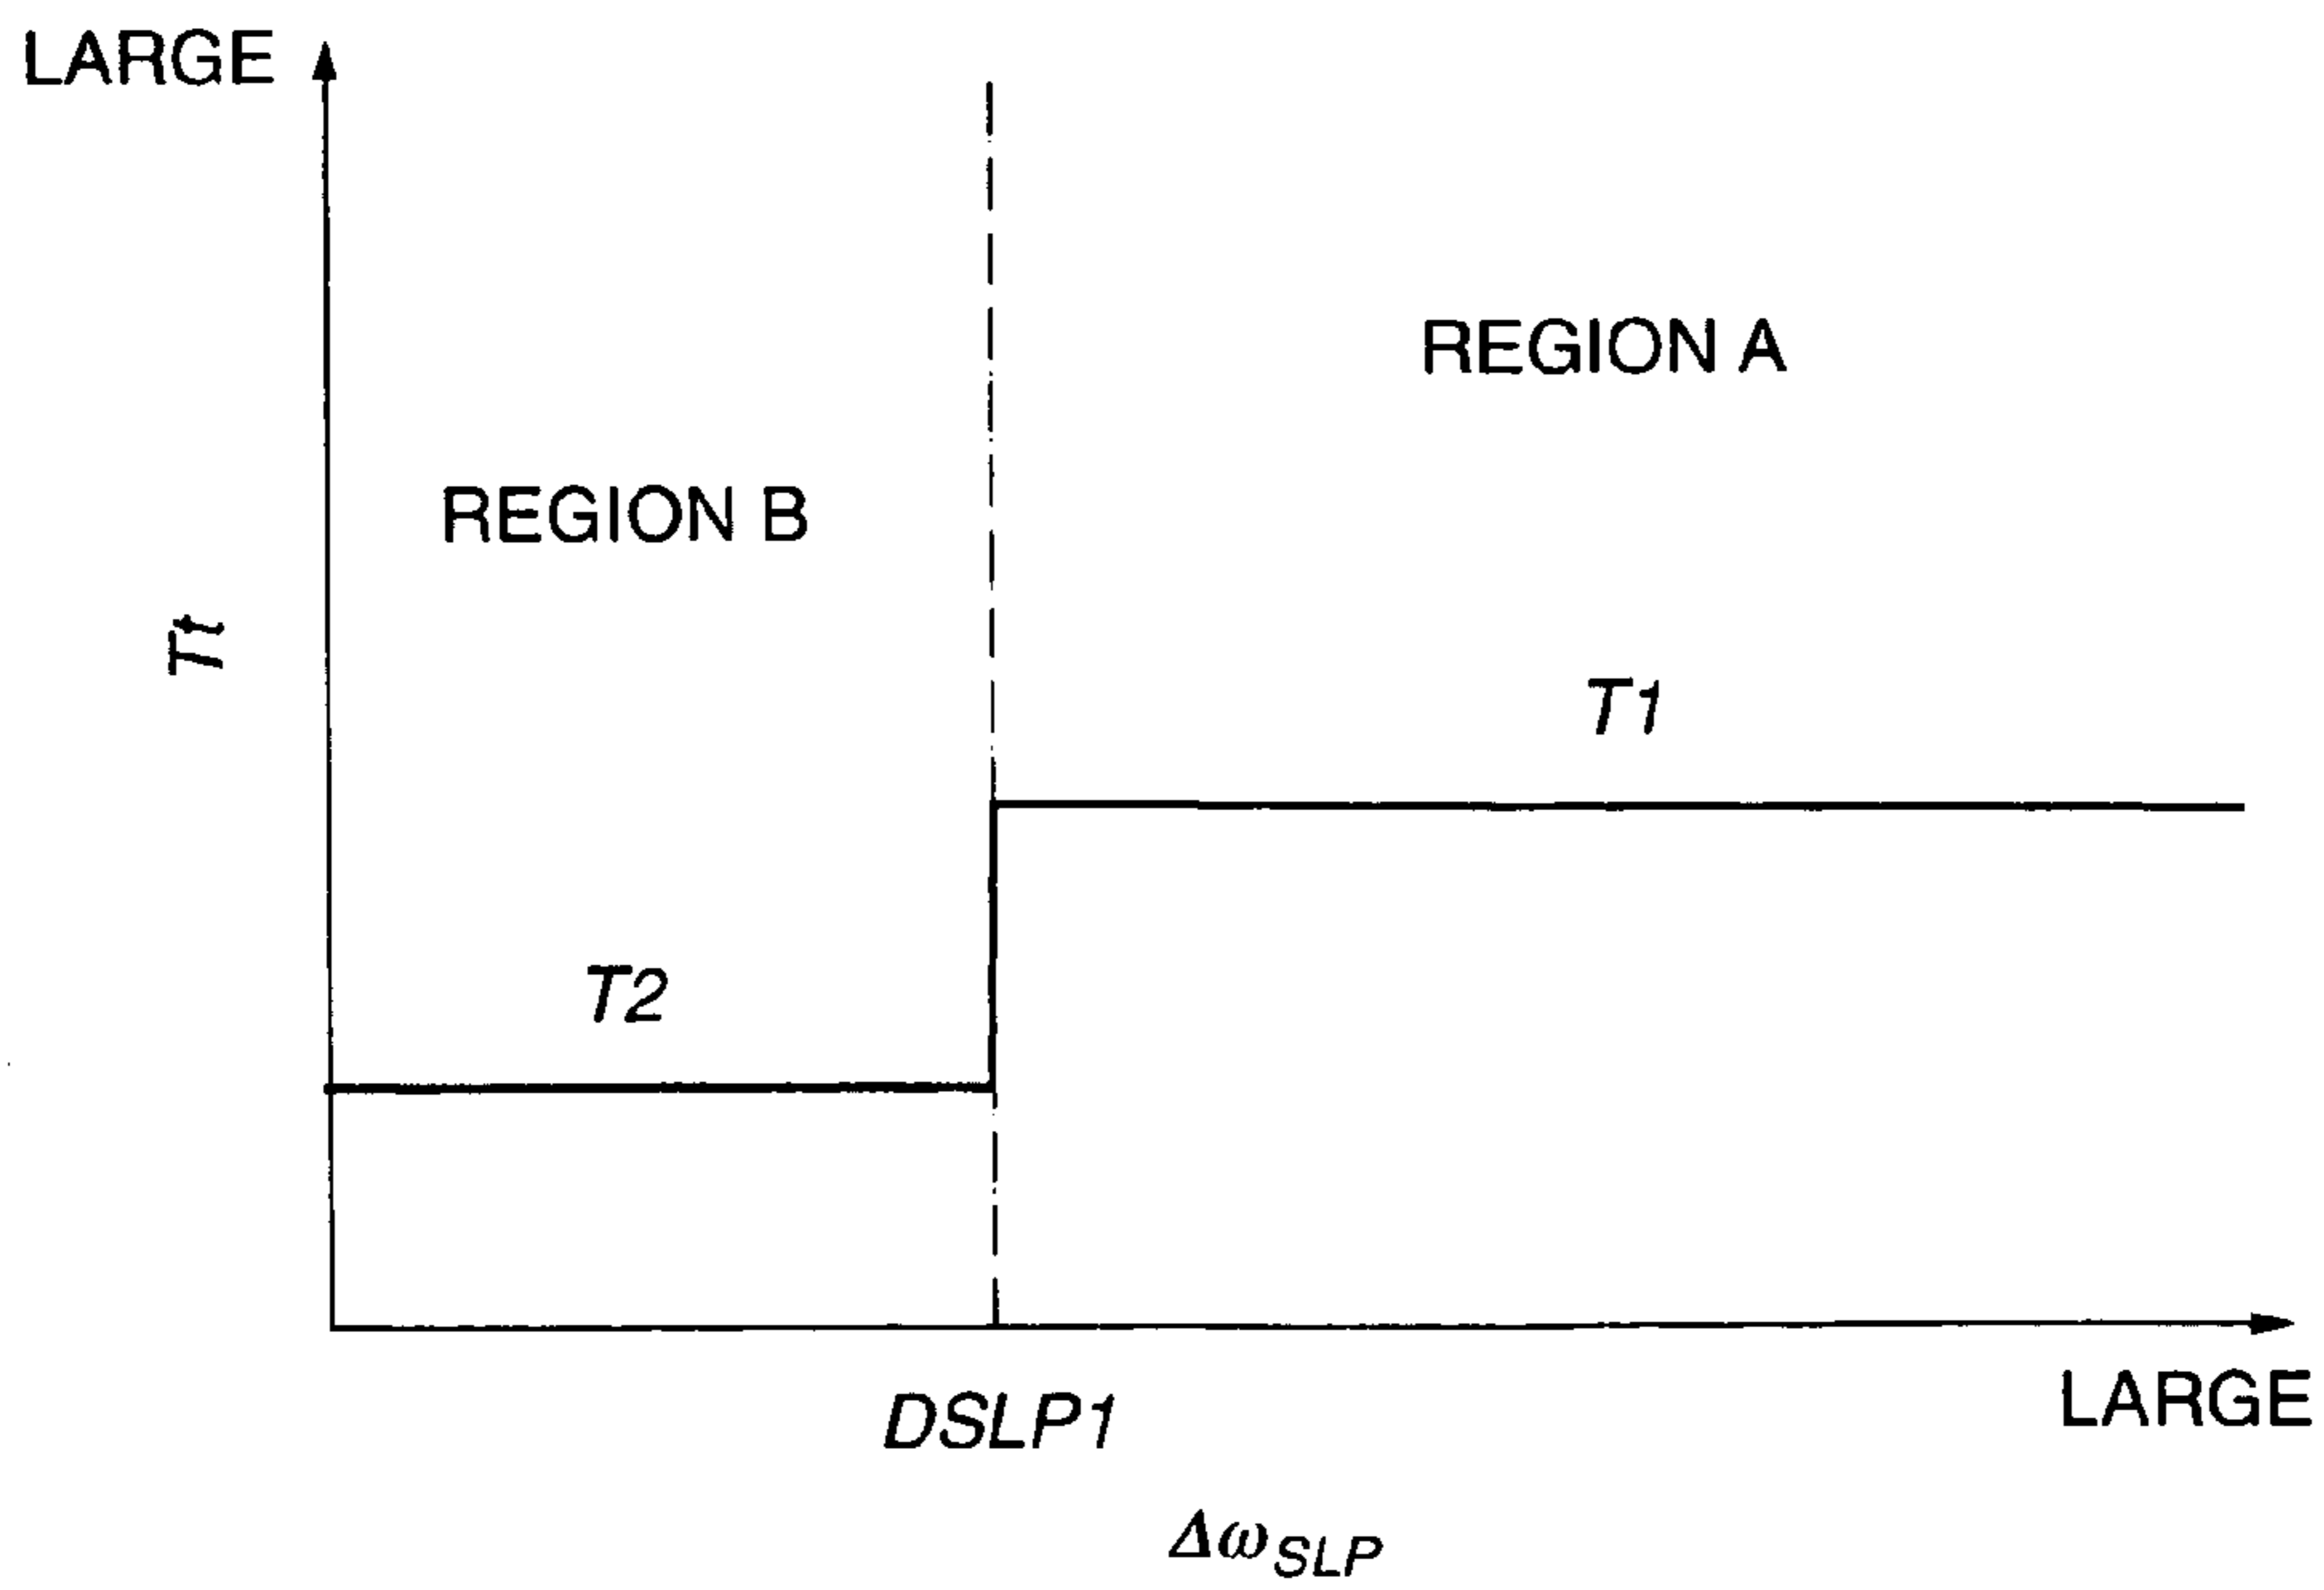 LARGE
REGION A
REGION B
Tt
T1
T2
LARGE
DSLP1
Δω_SLP